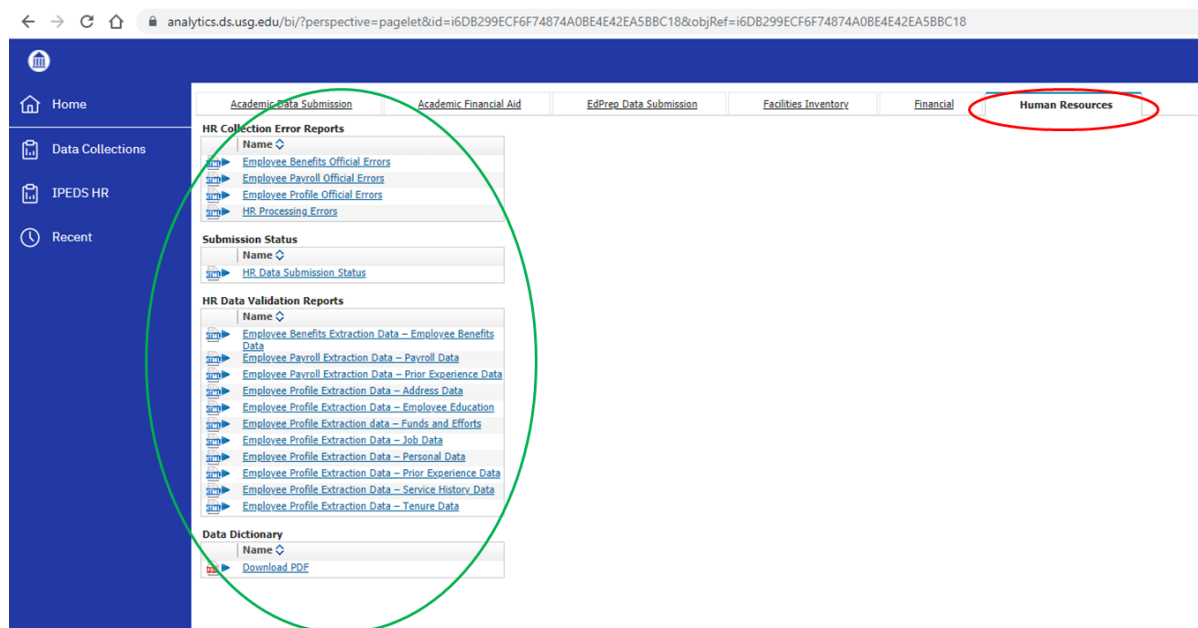 analytics.ds.usg.edu/bi/?perspective=pagelet&id=i6DB299ECF6F74874A0BE4E42EA5BBC18&objRef=i6DB299ECF6F74874A0BE4E42EA5BBC18
Home
Data Collections
IPEDS HR
Recent
Academic Data Submission Academic Financial Aid EdPrep Data Submission Facilities Inventory Financial Human Resources
HR Collection Error Reports
Name
Employee Benefits Official Errors
Employee Payroll Official Errors
Employee Profile Official Errors
HR Processing Errors
Submission Status
Name
HR Data Submission Status
HR Data Validation Reports
Name
Employee Benefits Extraction Data – Employee Benefits
Data
Employee Payroll Extraction Data – Payroll Data
Employee Payroll Extraction Data – Prior Experience Data
Employee Profile Extraction Data – Address Data
Employee Profile Extraction Data – Employee Education
Employee Profile Extraction data – Funds and Efforts
Employee Profile Extraction Data – Job Data
Employee Profile Extraction Data – Personal Data
Employee Profile Extraction Data – Prior Experience Data
Employee Profile Extraction Data – Service History Data
Employee Profile Extraction Data – Tenure Data
Data Dictionary
Name
Download PDF